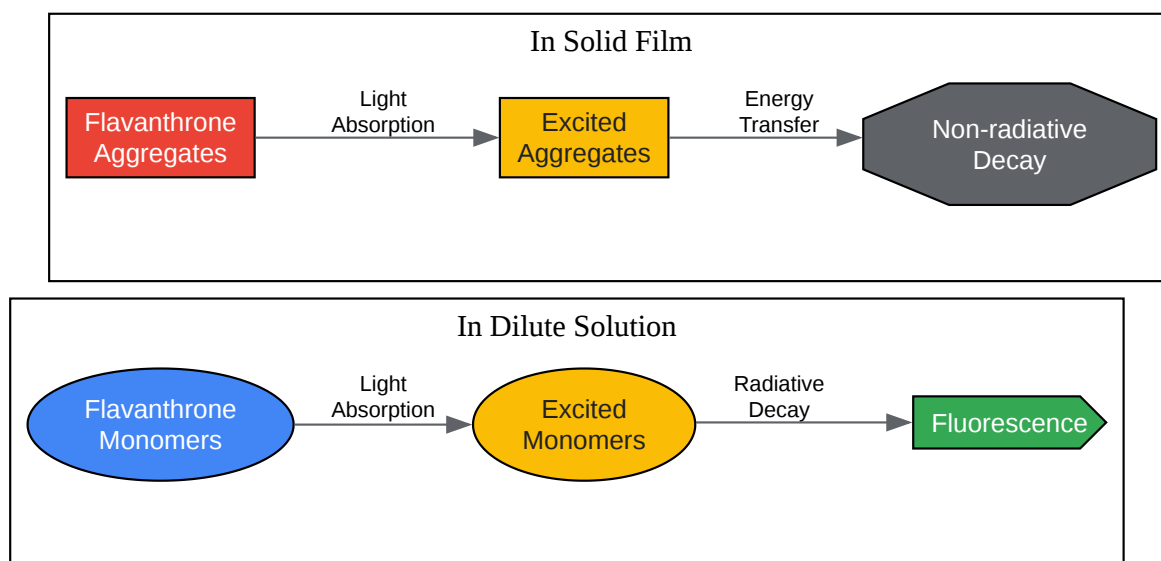 In Solid Film
Flavanthrone
Aggregates
Light
Absorption
Excited
Aggregates
Energy
Transfer
Non-radiative
Decay
In Dilute Solution
Flavanthrone
Monomers
Light
Absorption
Excited
Monomers
Radiative
Decay
Fluorescence